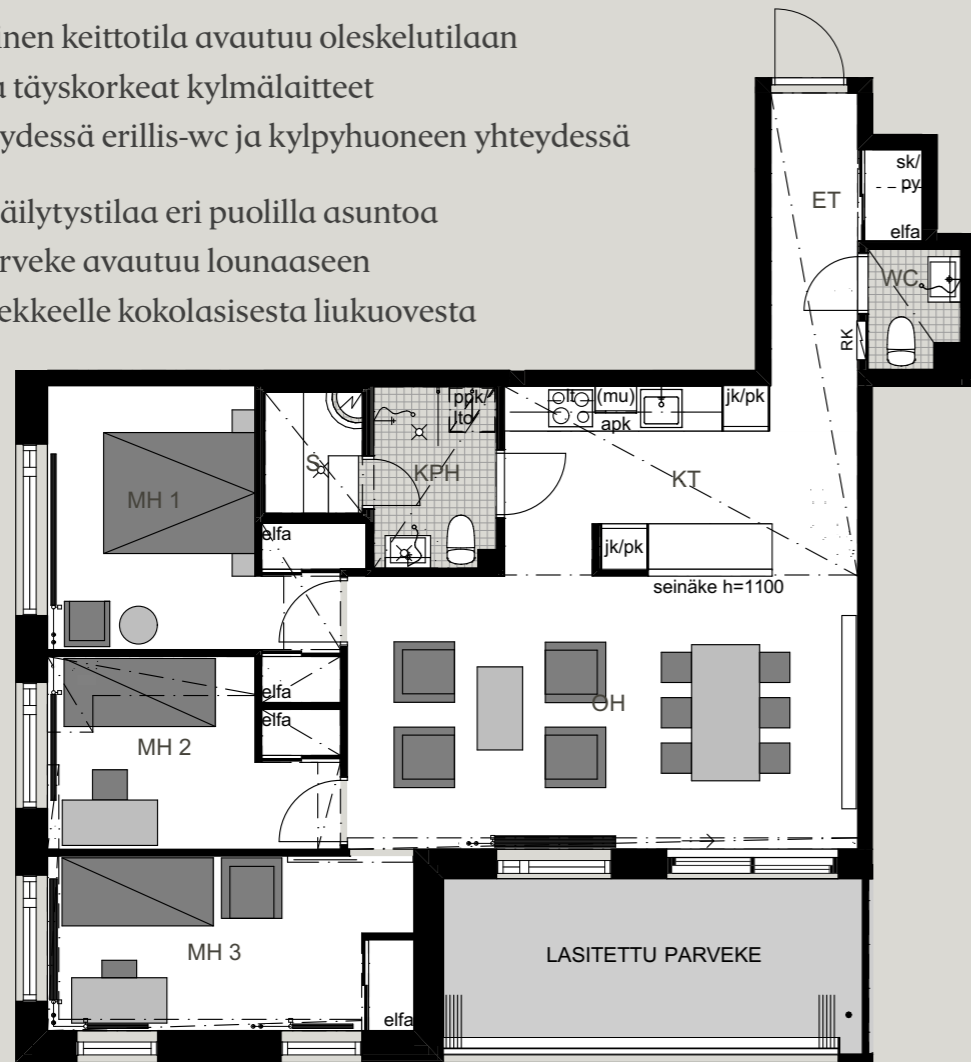 inen keittotila avautuu oleskelutilaan
täyskorkeat kylmälaitteet
ydessä erillis-wc ja kylpyhuoneen yhteydessä
äilytystilaa eri puolilla asuntoa
rveke avautuu lounaaseen
ekkeelle kokolasisesta liukuovesta
sk/
py
ET
elfa
WC
RK
ppk/
lto
lt
(mu)
jk/pk
apk
S
KPH
KT
MH 1
elfa
jk/pk
seinäke h=1100
elfa
OH
elfa
MH 2
MH 3
LASITETTU PARVEKE
elfa